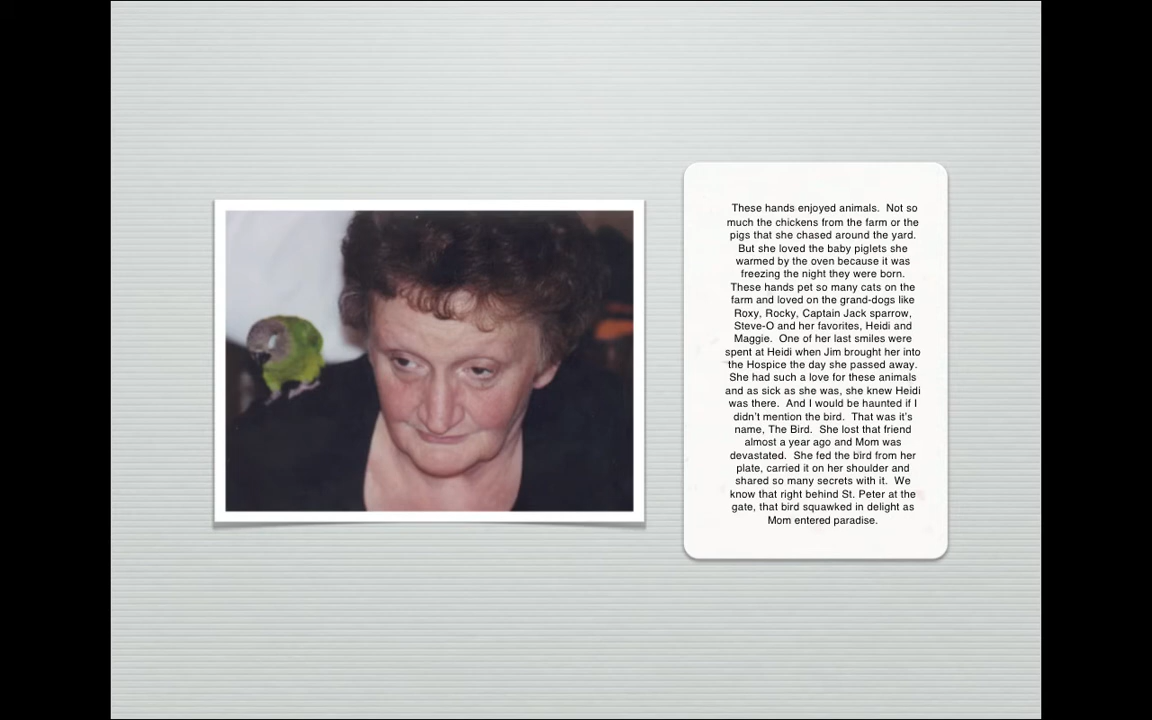 These hands enjoyed animals.  Not so
much the chickens from the farm or the
pigs that she chased around the yard.
But she loved the baby piglets she
warmed by the oven because it was
freezing the night they were born.
These hands pet so many cats on the
farm and loved on the grand-dogs like
Roxy, Rocky, Captain Jack sparrow,
Steve-O and her favorites, Heidi and
Maggie.  One of her last smiles were
spent at Heidi when Jim brought her into
the Hospice the day she passed away.
She had such a love for these animals
and as sick as she was, she knew Heidi
was there.  And I would be haunted if I
didn't mention the bird.  That was it's
name, The Bird.  She lost that friend
almost a year ago and Mom was
devastated.  She fed the bird from her
plate, carried it on her shoulder and
shared so many secrets with it.  We
know that right behind St. Peter at the
gate, that bird squawked in delight as
Mom entered paradise.